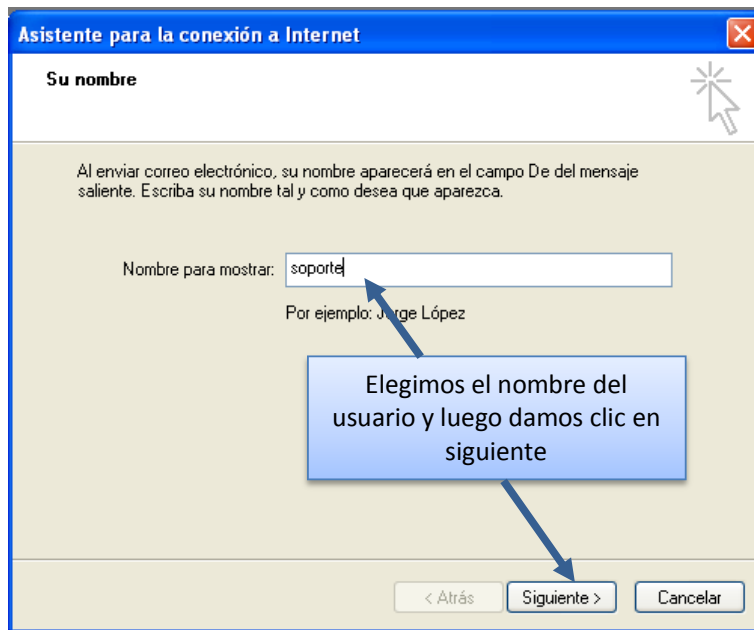 Asistente para la conexión a Internet
Su nombre
Al enviar correo electrónico, su nombre aparecerá en el campo De del mensaje
saliente. Escriba su nombre tal y como desea que aparezca.
Nombre para mostrar: soporte
Por ejemplo: Jorge López
Elegimos el nombre del
usuario y luego damos clic en
siguiente
< Atrás Siguiente > Cancelar